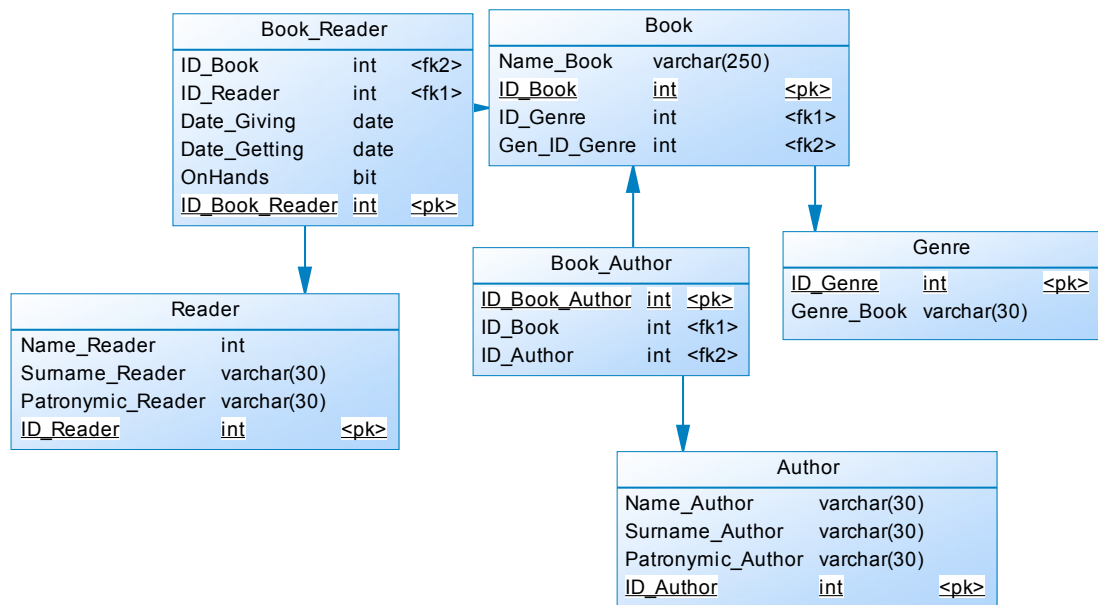 Book_Reader
ID_Book int <fk2>
ID_Reader int <fk1>
Date_Giving date
Date_Getting date
OnHands bit
ID_Book_Reader int <pk>
Book
Name_Book varchar(250)
ID_Book int <pk>
ID_Genre int <fk1>
Gen_ID_Genre int <fk2>
Book_Author
ID_Book_Author int <pk>
ID_Book int <fk1>
ID_Author int <fk2>
Genre
ID_Genre int <pk>
Genre_Book varchar(30)
Reader
Name_Reader int
Surname_Reader varchar(30)
Patronymic_Reader varchar(30)
ID_Reader int <pk>
Author
Name_Author varchar(30)
Surname_Author varchar(30)
Patronymic_Author varchar(30)
ID_Author int <pk>